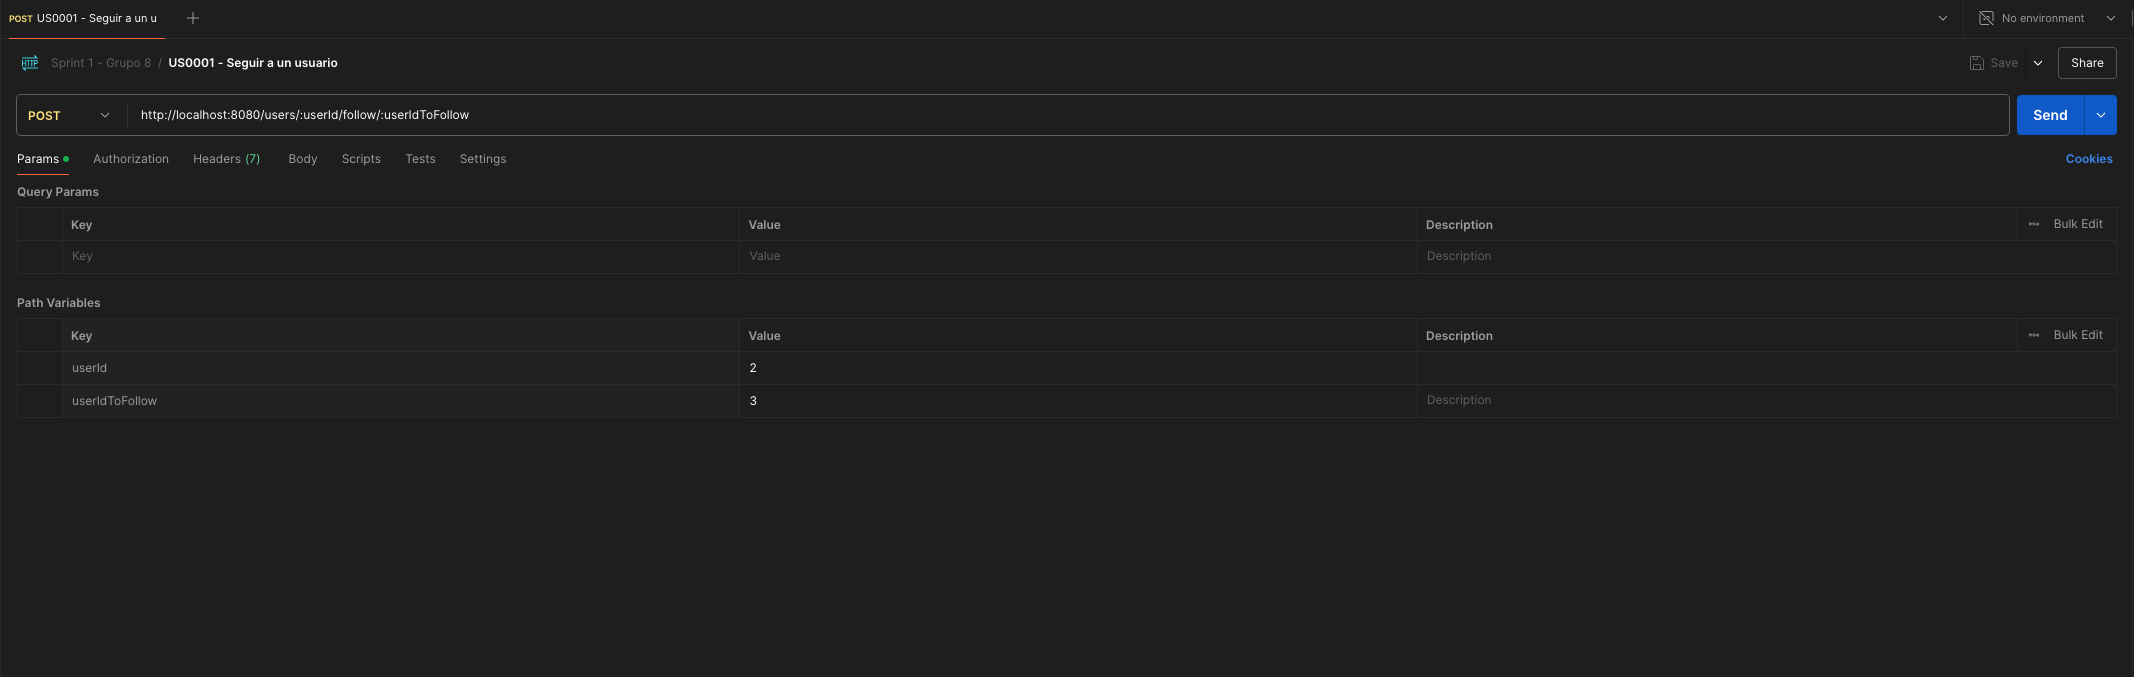 POST US0001 - Seguir a un u
No environment
HTTP Sprint 1 - Grupo 8 / US0001 - Seguir a un usuario
Save
Share
POST http://localhost:8080/users/:userId/follow/:userIdToFollow
Send
Params Authorization Headers (7) Body Scripts Tests Settings
Cookies
Query Params
Key Value Description Bulk Edit
Key Value Description
Path Variables
Key Value Description Bulk Edit
userId 2
userIdToFollow 3 Description